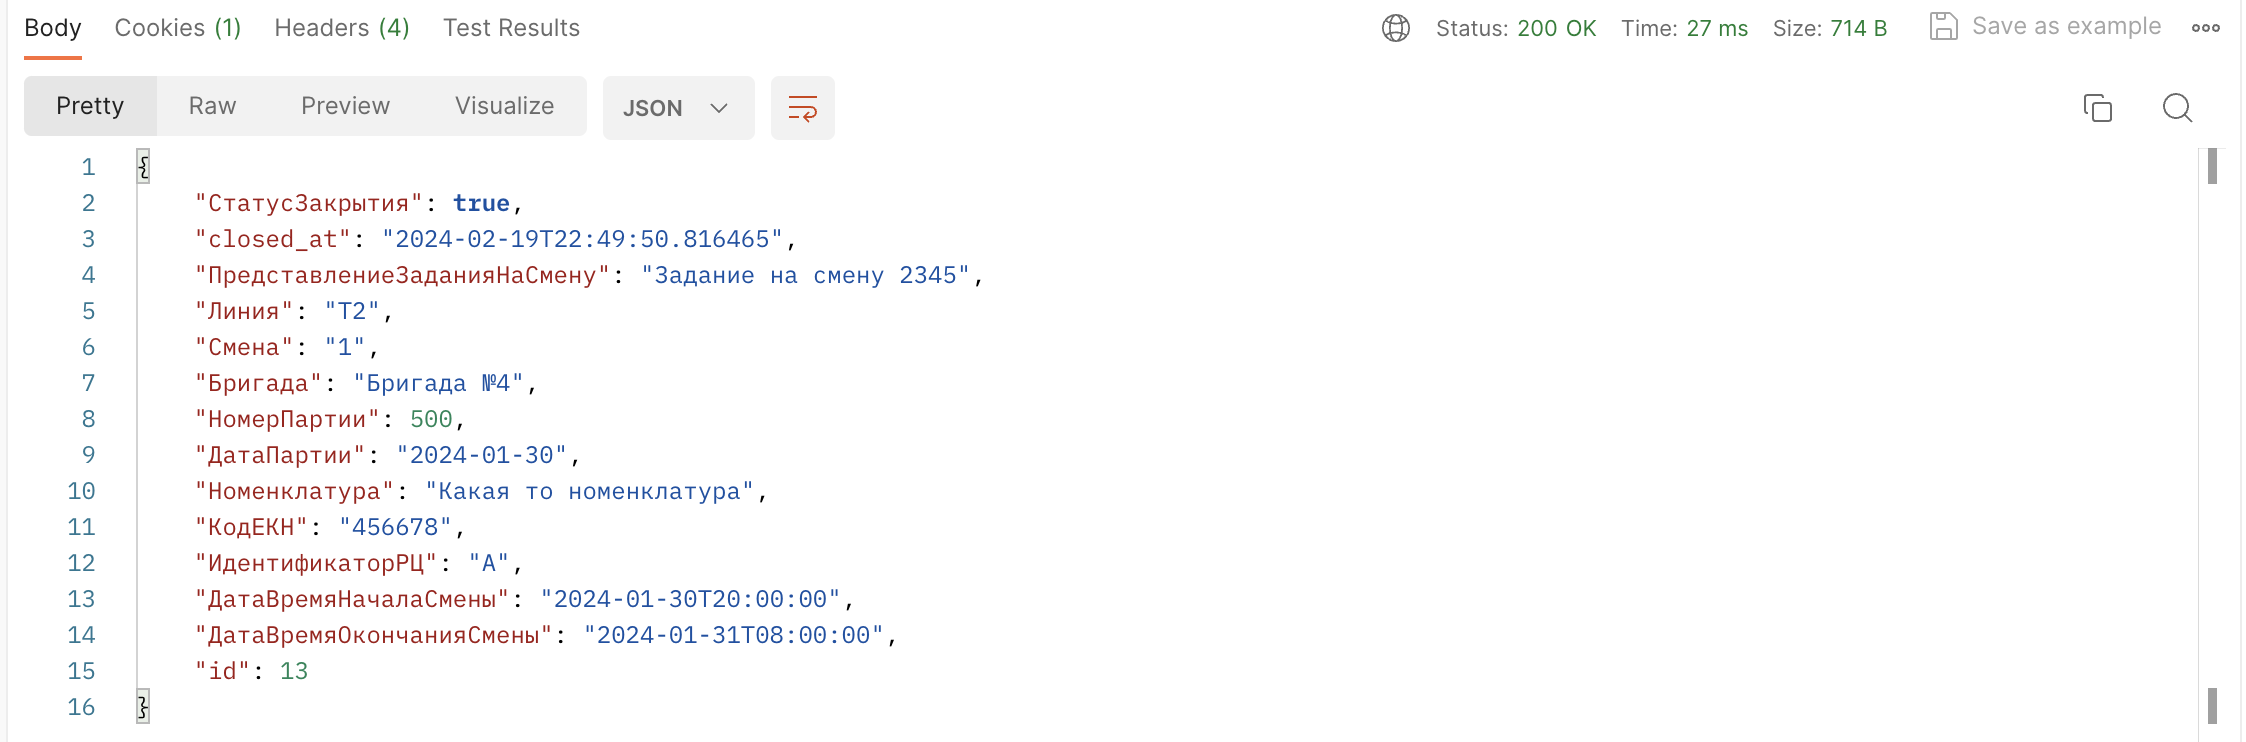 Body Cookies (1) Headers (4) Test Results Status: 200 OK Time: 27 ms Size: 714 B Save as example
Pretty Raw Preview Visualize JSON
1 {
2 "СтатусЗакрытия": true,
3 "closed_at": "2024-02-19T22:49:50.816465",
4 "ПредставлениеЗаданияНаСмену": "Задание на смену 2345",
5 "Линия": "Т2",
6 "Смена": "1",
7 "Бригада": "Бригада №4",
8 "НомерПартии": 500,
9 "ДатаПартии": "2024-01-30",
10 "Номенклатура": "Какая то номенклатура",
11 "КодЕКН": "456678",
12 "ИдентификаторРЦ": "А",
13 "ДатаВремяНачалаСмены": "2024-01-30T20:00:00",
14 "ДатаВремяОкончанияСмены": "2024-01-31T08:00:00",
15 "id": 13
16 }